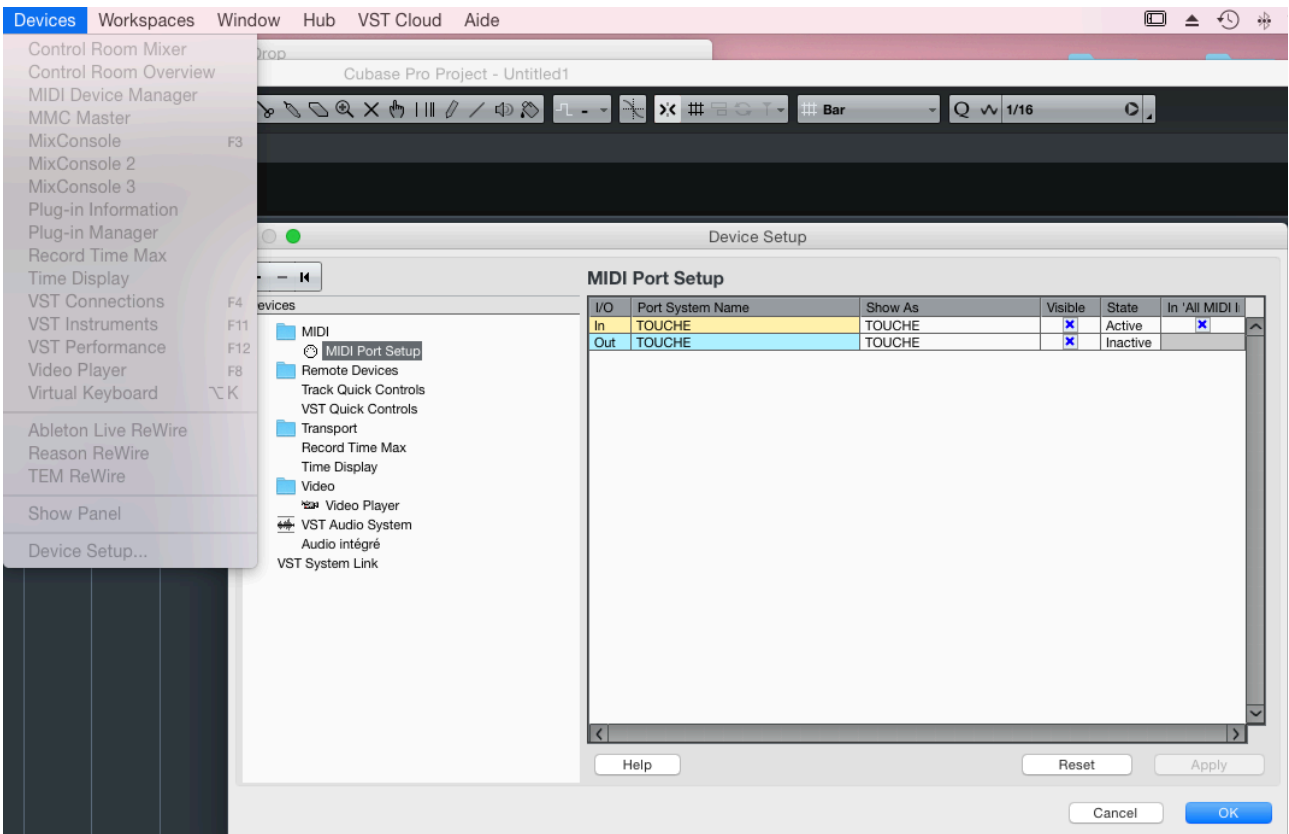 Devices Workspaces Window Hub VST Cloud Aide
Control Room Mixer
Control Room Overview
MIDI Device Manager
MMC Master
MixConsole F3
MixConsole 2
MixConsole 3
Plug-in Information
Plug-in Manager
Record Time Max
Time Display
VST Connections F4
VST Instruments F11
VST Performance F12
Video Player F8
Virtual Keyboard ⌥K
Ableton Live ReWire
Reason ReWire
TEM ReWire
Show Panel
Device Setup...
Drop
Cubase Pro Project - Untitled1
- Bar Q 1/16
Device Setup
evices
MIDI
MIDI Port Setup
Remote Devices
Track Quick Controls
VST Quick Controls
Transport
Record Time Max
Time Display
Video
Video Player
VST Audio System
Audio intégré
VST System Link
MIDI Port Setup
I/O Port System Name Show As Visible State In 'All MIDI I
In TOUCHE TOUCHE Active
Out TOUCHE TOUCHE Inactive
Help Reset Apply
Cancel OK